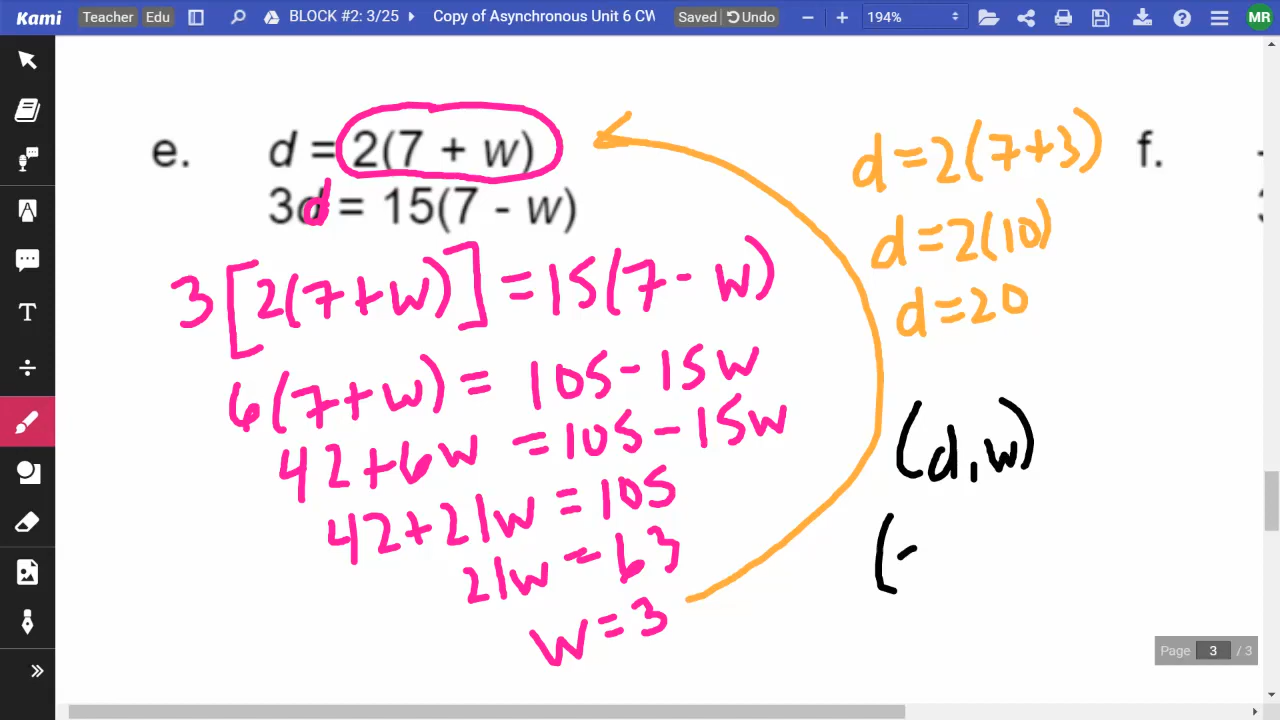 Kami Teacher Edu BLOCK #2: 3/25 Copy of Asynchronous Unit 6 CW Saved Undo 194% MR
e. d = 2(7 + w)
3d = 15(7 - w)
3[2(7+w)] = 15(7-w)
6(7+w) = 105-15w
42+6w = 105-15w
42+21w = 105
21w = 63
w=3
d=2(7+3)
d=2(10)
d=20
(d,w)
(
f.
Page 3 / 3